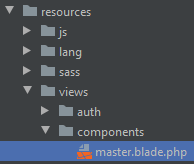 resources
js
lang
sass
views
auth
components
master.blade.php